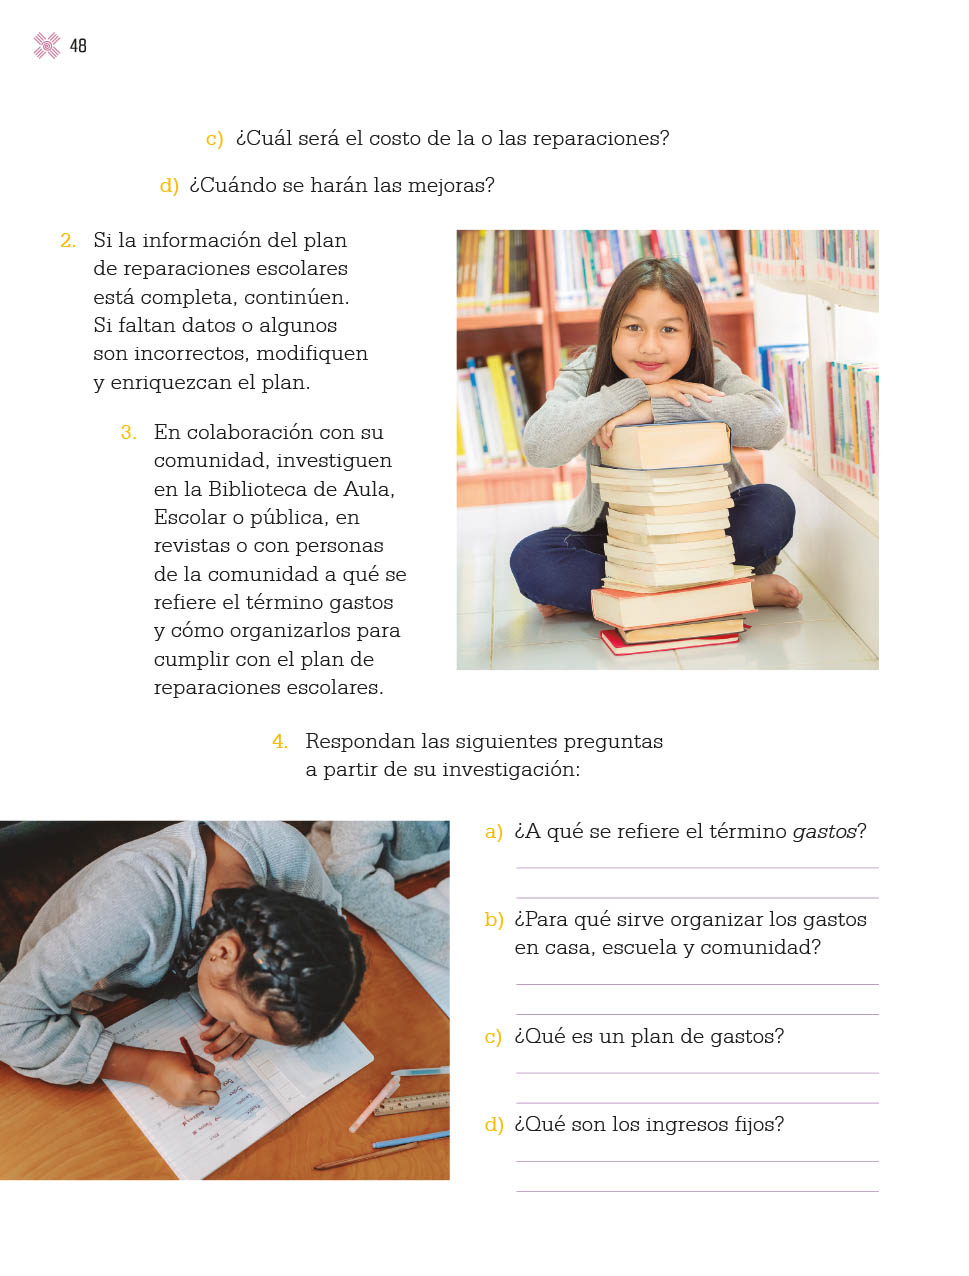 48
c) ¿Cuál será el costo de la o las reparaciones?
d) ¿Cuándo se harán las mejoras?
2. Si la información del plan
de reparaciones escolares
está completa, continúen.
Si faltan datos o algunos
son incorrectos, modifiquen
y enriquezcan el plan.
3. En colaboración con su
comunidad, investiguen
en la Biblioteca de Aula,
Escolar o pública, en
revistas o con personas
de la comunidad a qué se
refiere el término gastos
y cómo organizarlos para
cumplir con el plan de
reparaciones escolares.
4. Respondan las siguientes preguntas
a partir de su investigación:
a) ¿A qué se refiere el término gastos?
b) ¿Para qué sirve organizar los gastos
en casa, escuela y comunidad?
c) ¿Qué es un plan de gastos?
d) ¿Qué son los ingresos fijos?